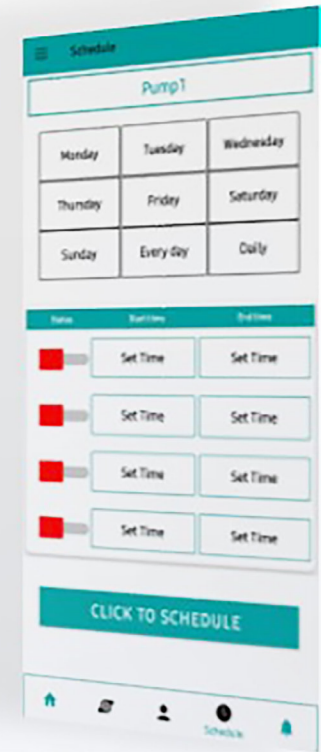 Schedule
Pump1
Monday Tuesday Wednesday
Thursday Friday Saturday
Sunday Every day Daily
Status Start time End time
Set Time Set Time
Set Time Set Time
Set Time Set Time
Set Time Set Time
CLICK TO SCHEDULE
Schedule